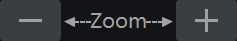 − ◄---Zoom---► +